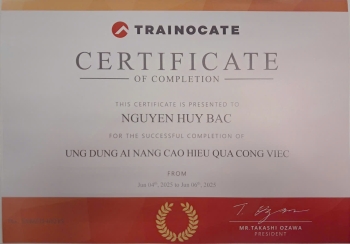 TRAINOCATE
CERTIFICATE
OF COMPLETION
THIS CERTIFICATE IS PRESENTED TO
NGUYEN HUY BAC
FOR THE SUCCESSFUL COMPLETION OF
UNG DUNG AI NANG CAO HIEU QUA CONG VIEC
FROM
MR.TAKASHI OZAWA
PRESIDENT